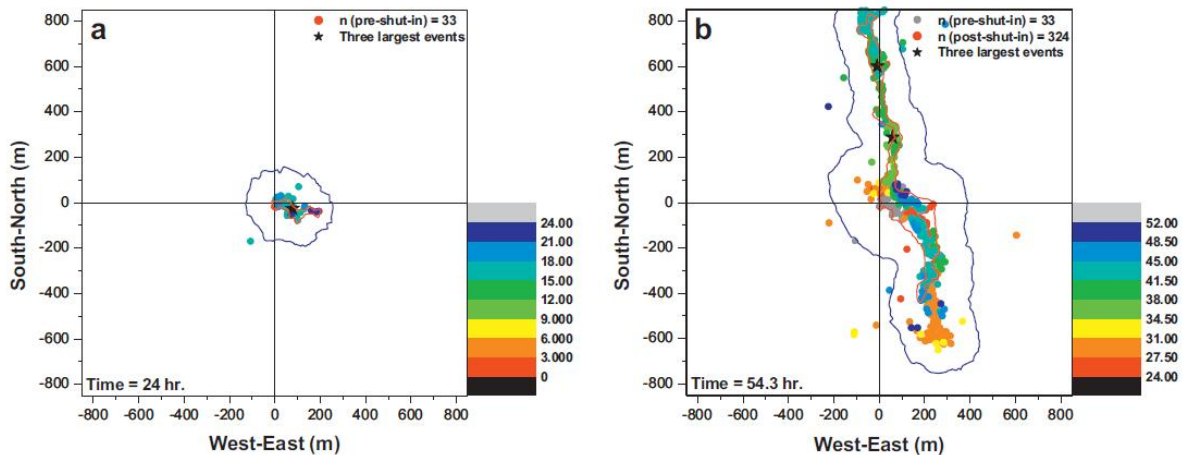 a
n (pre-shut-in) = 33
Three largest events
800
600
400
200
0
-200
-400
-600
-800
South-North (m)
Time = 24 hr.
-800 -600 -400 -200 0 200 400 600 800
West-East (m)
24.00
21.00
18.00
15.00
12.00
9.000
6.000
3.000
0
b
n (pre-shut-in) = 33
n (post-shut-in) = 324
Three largest events
800
600
400
200
0
-200
-400
-600
-800
South-North (m)
Time = 54.3 hr.
-800 -600 -400 -200 0 200 400 600 800
West-East (m)
52.00
48.50
45.00
41.50
38.00
34.50
31.00
27.50
24.00